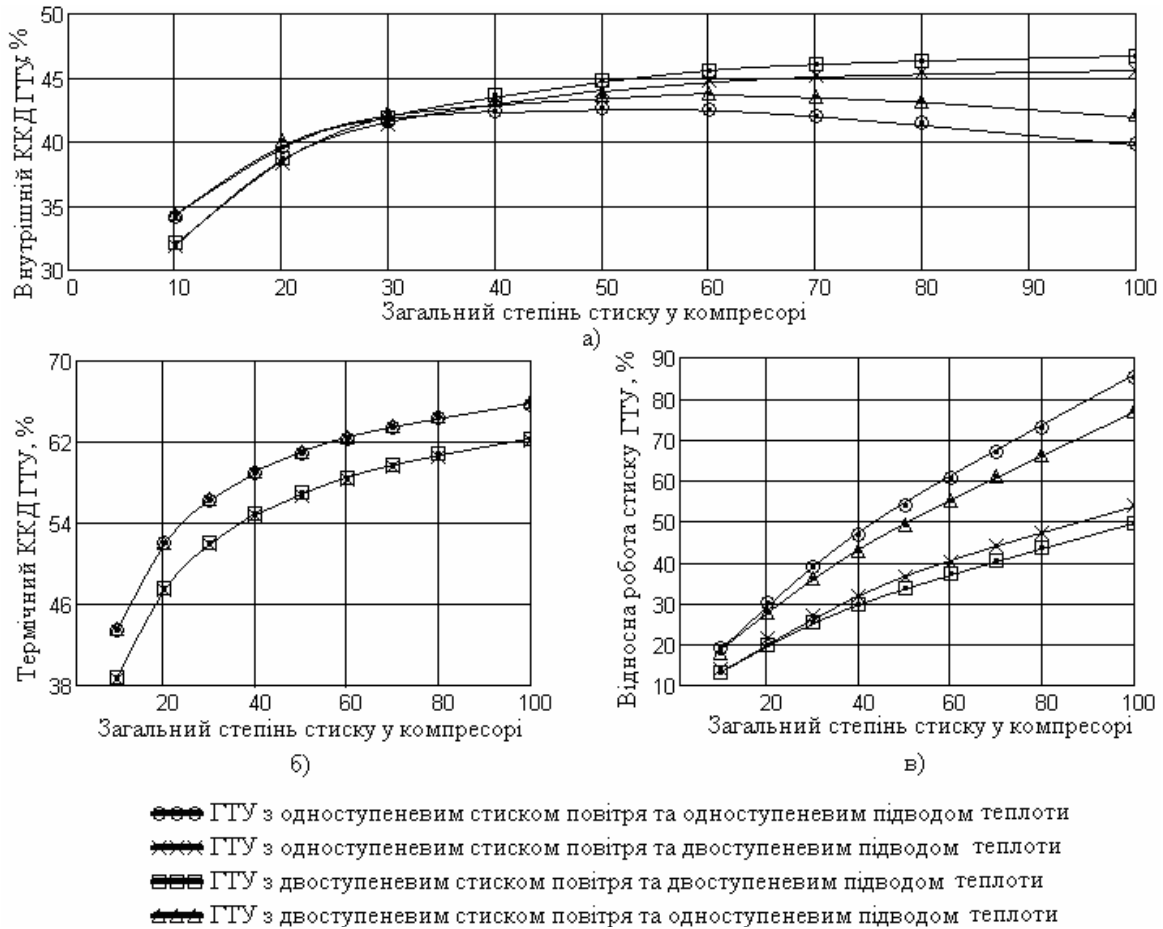 Внутрішній ККД ГТУ, %
50
45
40
35
30
0 10 20 30 40 50 60 70 80 90 100
Загальний степінь стиску у компресорі
а)
Термічний ККД ГТУ, %
70
62
54
46
38
20 40 60 80 100
Загальний степінь стиску у компресорі
б)
Відносна робота стиску ГТУ, %
90
80
70
60
50
40
30
20
10
20 40 60 80 100
Загальний степінь стиску у компресорі
в)
ГТУ з одноступеневим стиском повітря та одноступеневим підводом теплоти
ГТУ з одноступеневим стиском повітря та двоступеневим підводом теплоти
ГТУ з двоступеневим стиском повітря та двоступеневим підводом теплоти
ГТУ з двоступеневим стиском повітря та одноступеневим підводом теплоти